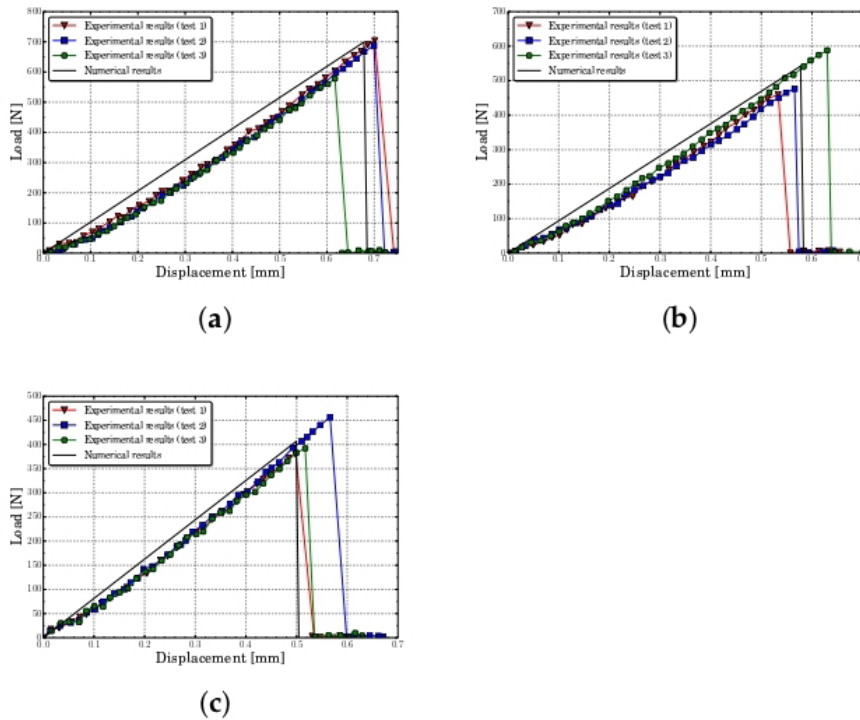 800
700
600
500
400
300
200
100
0
Load [N]
Experimental results (test 1)
Experimental results (test 2)
Experimental results (test 3)
Numerical results
0.0 0.1 0.2 0.3 0.4 0.5 0.6 0.7
Displacement [mm]
(a)
700
600
500
400
300
200
100
0
Load [N]
Experimental results (test 1)
Experimental results (test 2)
Experimental results (test 3)
Numerical results
0.0 0.1 0.2 0.3 0.4 0.5 0.6 0.7
Displacement [mm]
(b)
500
450
400
350
300
250
200
150
100
50
0
Load [N]
Experimental results (test 1)
Experimental results (test 2)
Experimental results (test 3)
Numerical results
0.0 0.1 0.2 0.3 0.4 0.5 0.6 0.7
Displacement [mm]
(c)